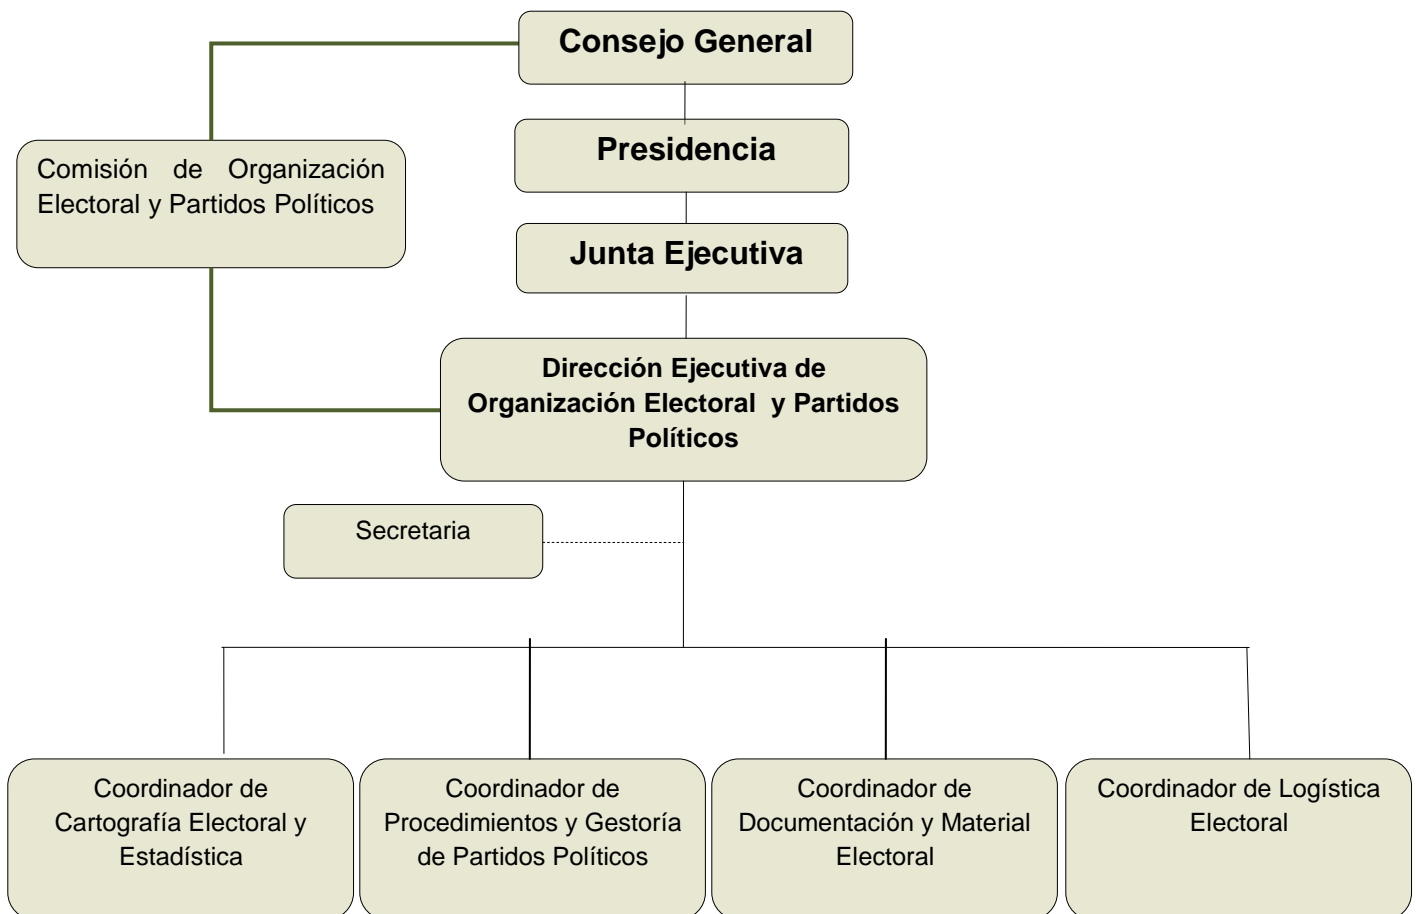 Consejo General
Presidencia
Comisión de Organización
Electoral y Partidos Políticos
Junta Ejecutiva
Dirección Ejecutiva de
Organización Electoral y Partidos
Políticos
Secretaria
Coordinador de
Cartografía Electoral y
Estadística
Coordinador de
Procedimientos y Gestoría
de Partidos Políticos
Coordinador de
Documentación y Material
Electoral
Coordinador de Logística
Electoral